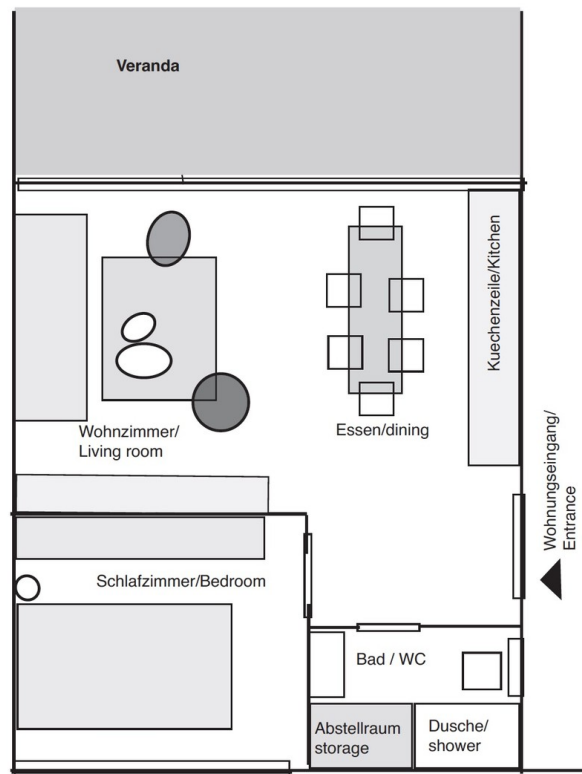 Veranda
Kuechenzeile/Kitchen
Wohnzimmer/
Living room
Essen/dining
Wohnungseingang/
Entrance
Schlafzimmer/Bedroom
Bad / WC
Abstellraum
storage
Dusche/
shower